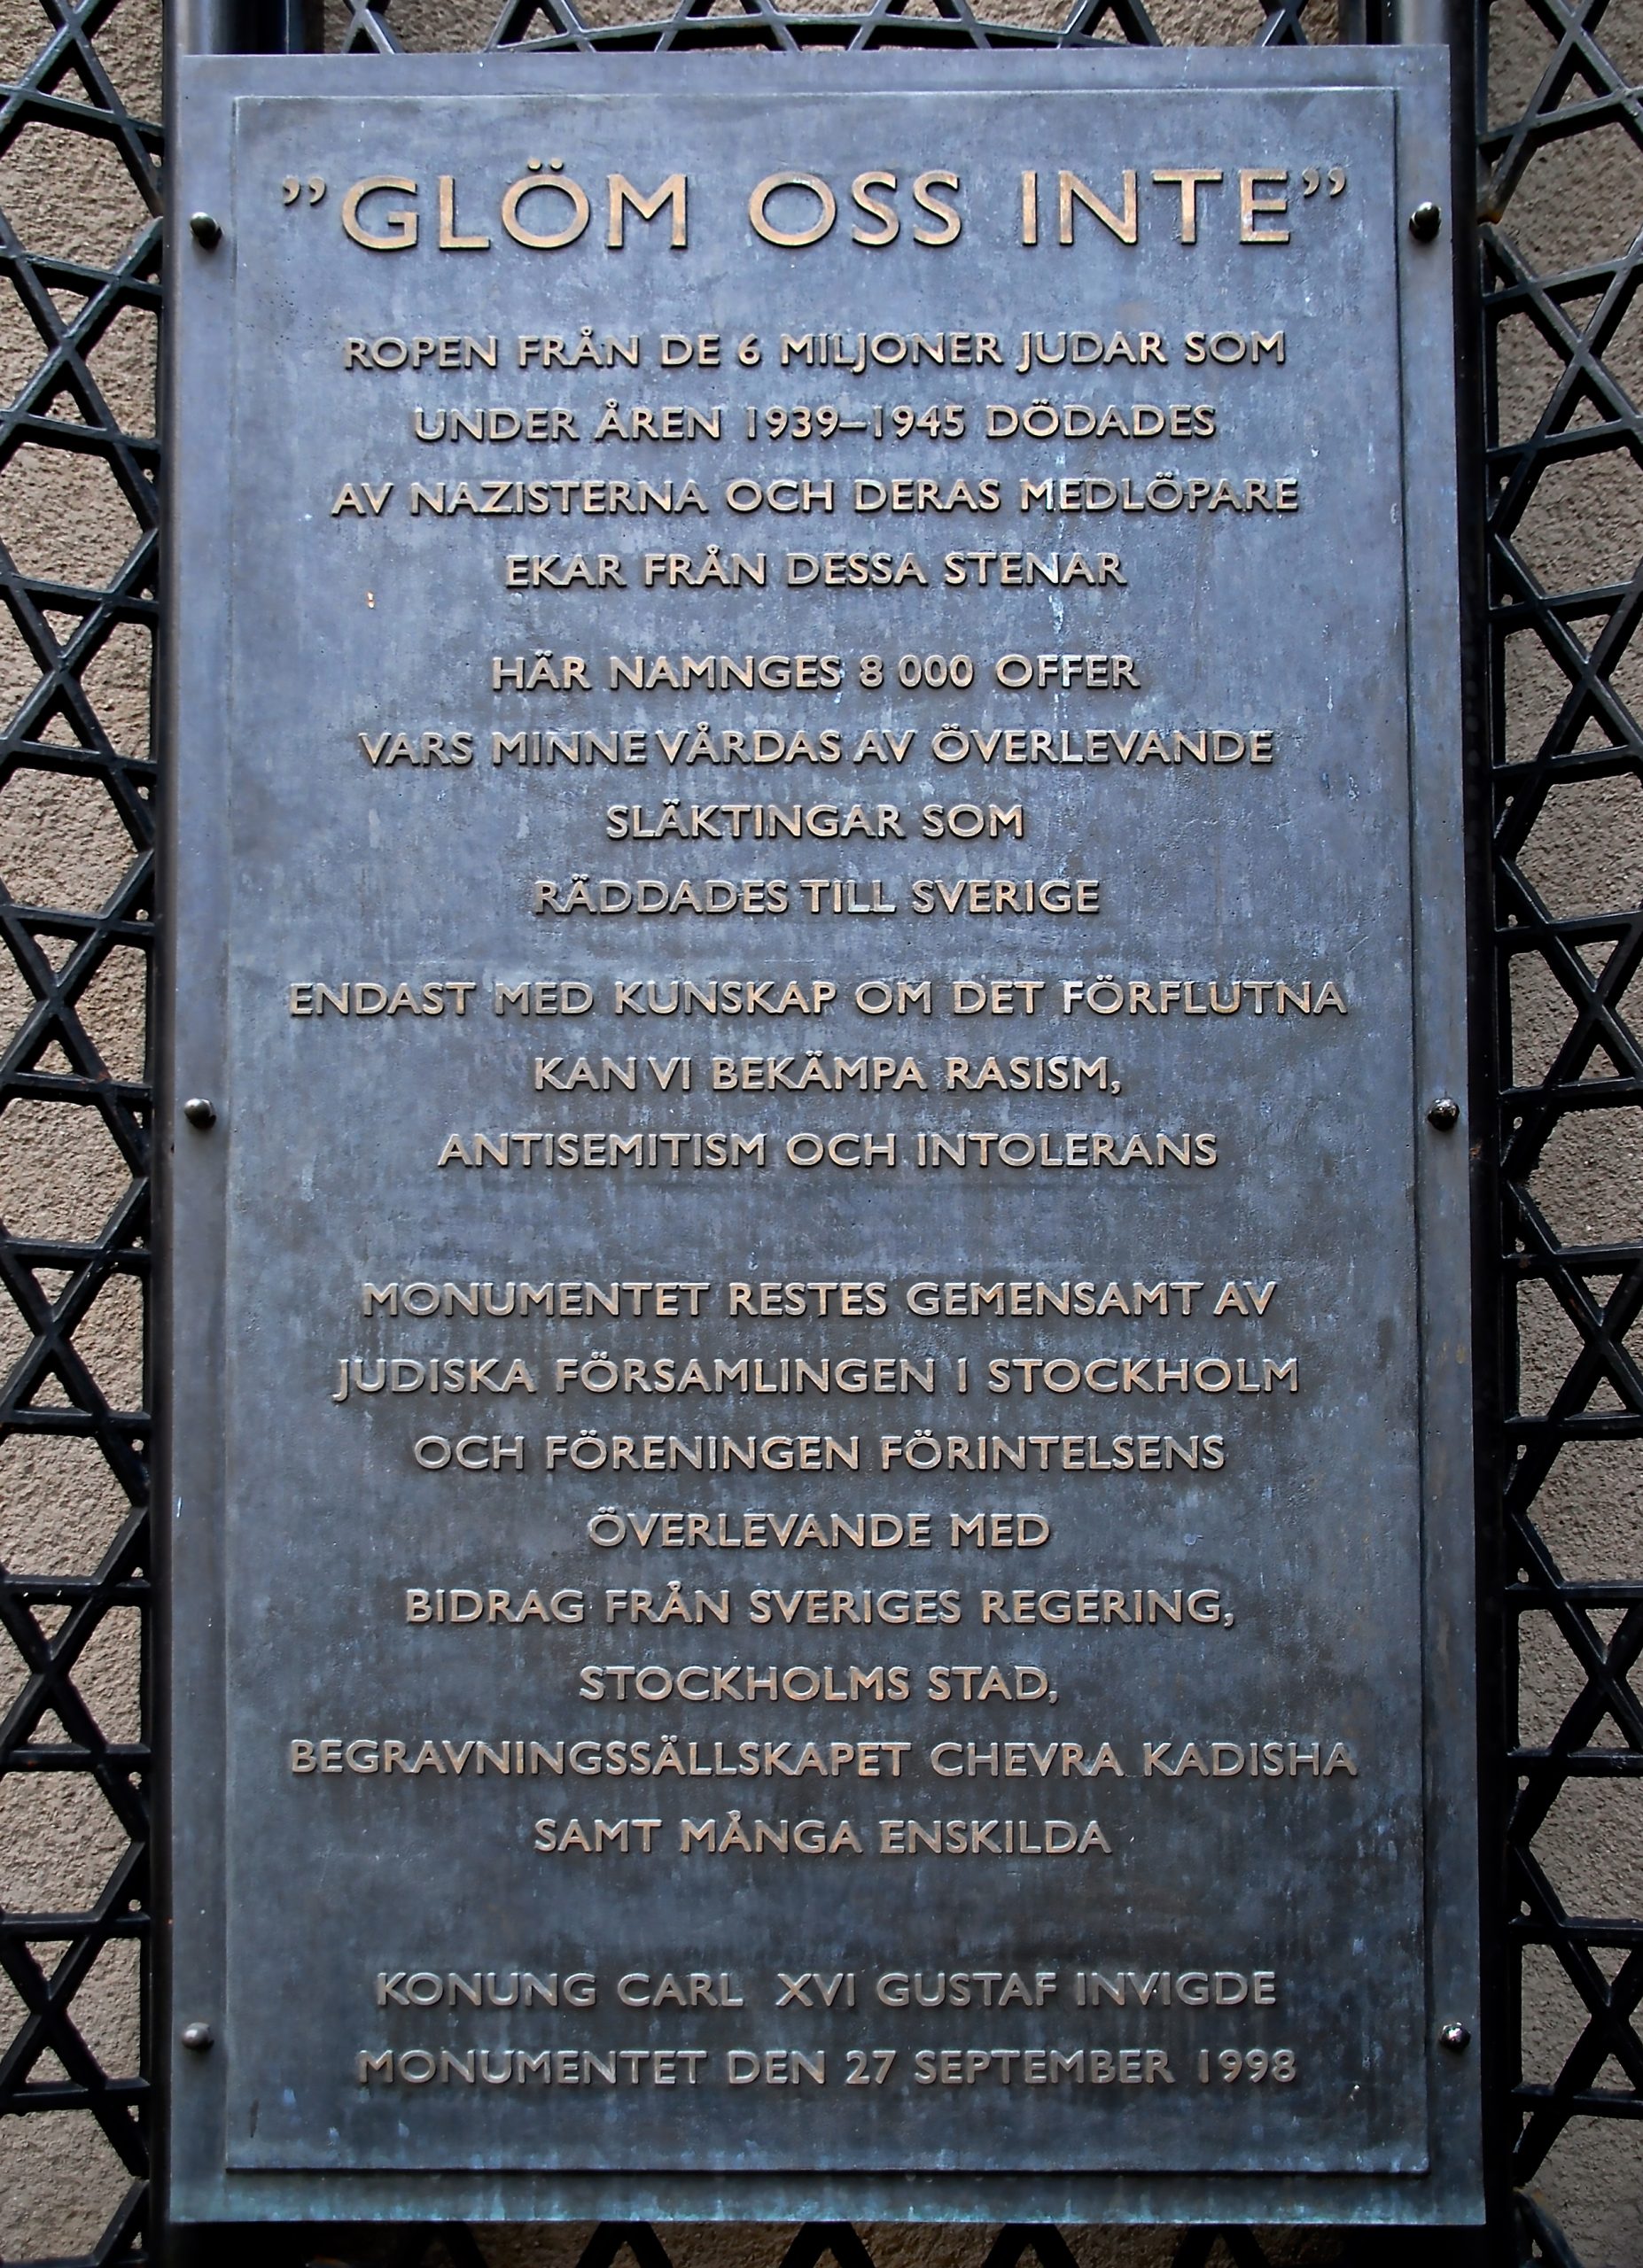 ”GLÖM OSS INTE”
ROPEN FRÅN DE 6 MILJONER JUDAR SOM
UNDER ÅREN 1939–1945 DÖDADES
AV NAZISTERNA OCH DERAS MEDLÖPARE
EKAR FRÅN DESSA STENAR
HÄR NAMNGES 8 000 OFFER
VARS MINNE VÅRDAS AV ÖVERLEVANDE
SLÄKTINGAR SOM
RÄDDADES TILL SVERIGE
ENDAST MED KUNSKAP OM DET FÖRFLUTNA
KAN VI BEKÄMPA RASISM,
ANTISEMITISM OCH INTOLERANS
MONUMENTET RESTES GEMENSAMT AV
JUDISKA FÖRSAMLINGEN I STOCKHOLM
OCH FÖRENINGEN FÖRINTELSENS
ÖVERLEVANDE MED
BIDRAG FRÅN SVERIGES REGERING,
STOCKHOLMS STAD,
BEGRAVNINGSSÄLLSKAPET CHEVRA KADISHA
SAMT MÅNGA ENSKILDA
KONUNG CARL XVI GUSTAF INVIGDE
MONUMENTET DEN 27 SEPTEMBER 1998